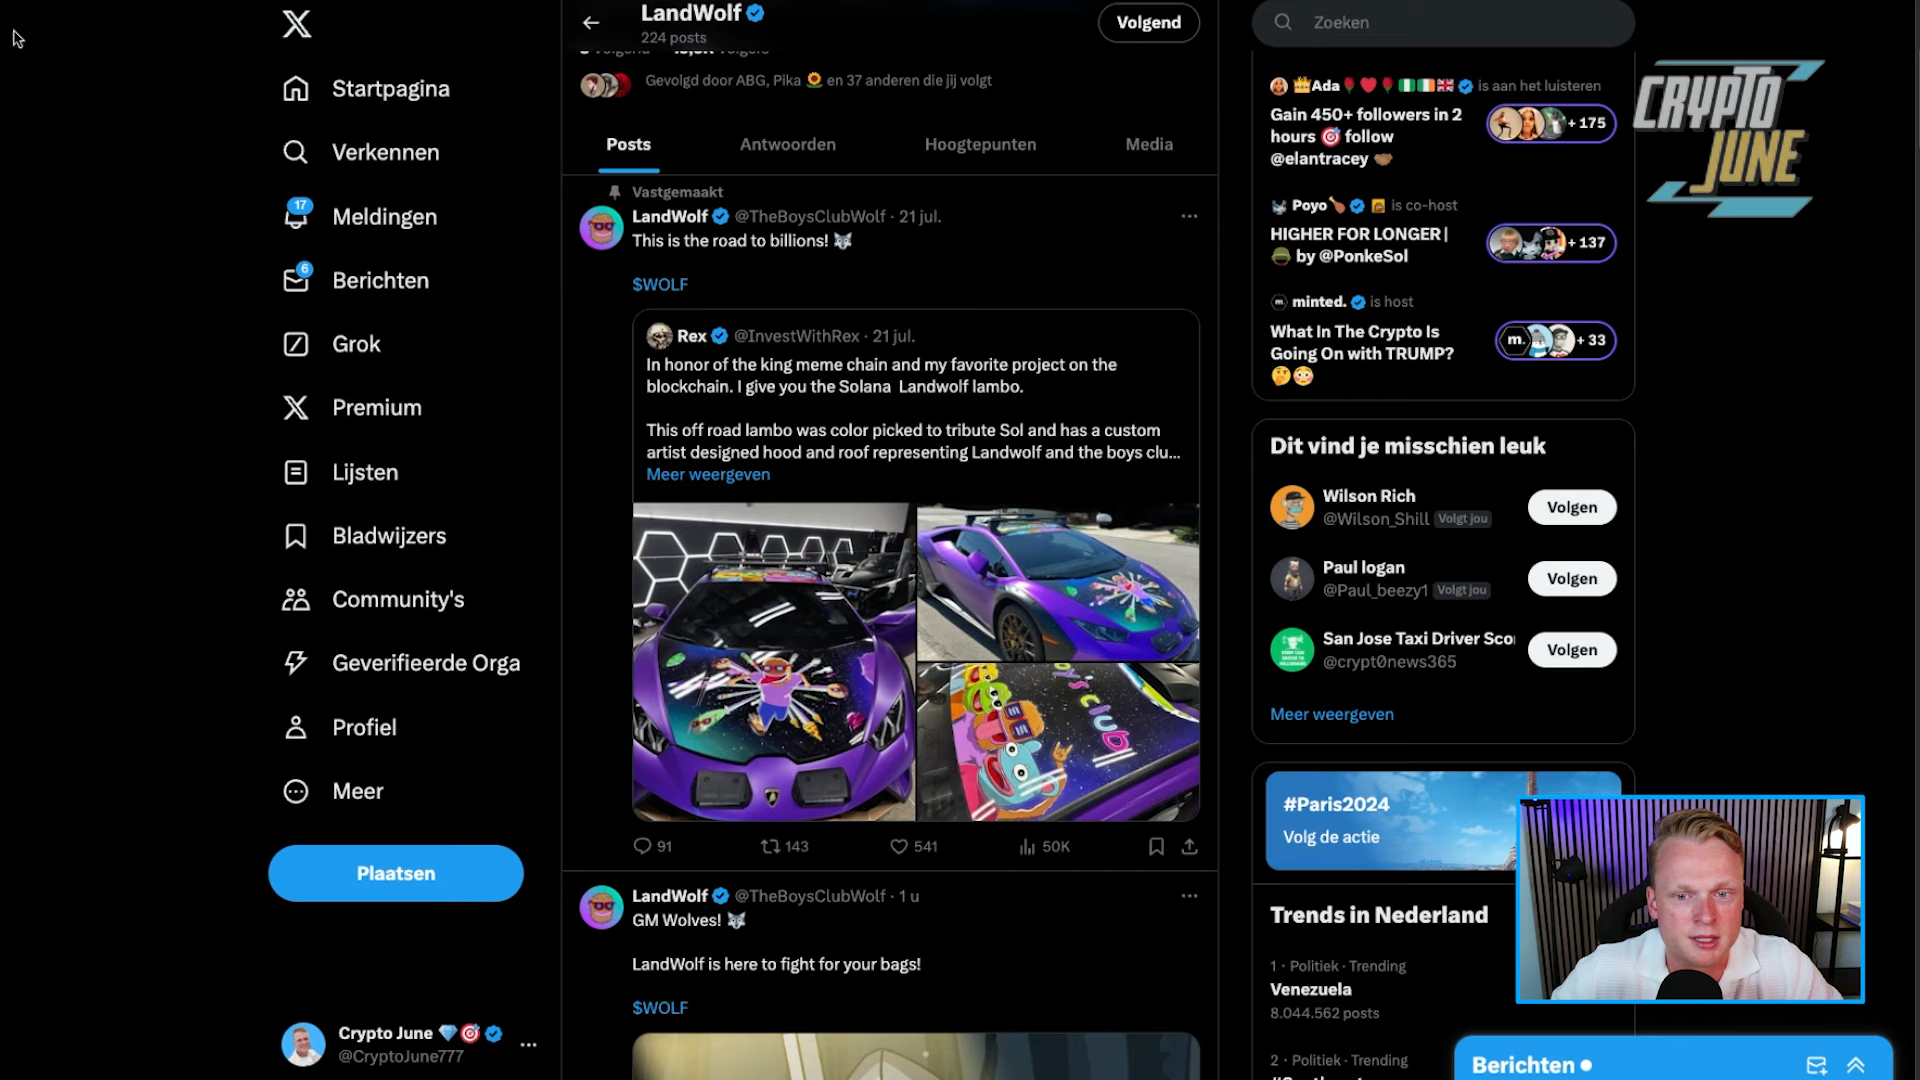 Startpagina
Verkennen
17
Meldingen
6
Berichten
Grok
Premium
Lijsten
Bladwijzers
Community's
Geverifieerde Orga
Profiel
Meer
Plaatsen
Crypto June
@CryptoJune777
LandWolf
224 posts
Volgend
Gevolgd door ABG, Pika 🌻 en 37 anderen die jij volgt
Posts
Antwoorden
Hoogtepunten
Media
Vastgemaakt
LandWolf @TheBoysClubWolf · 21 jul.
This is the road to billions! 🐺
$WOLF
Rex @InvestWithRex · 21 jul.
In honor of the king meme chain and my favorite project on the
blockchain. I give you the Solana Landwolf lambo.
This off road lambo was color picked to tribute Sol and has a custom
artist designed hood and roof representing Landwolf and the boys clu...
Meer weergeven
club
91
143
541
50K
LandWolf @TheBoysClubWolf · 1 u
GM Wolves! 🐺
LandWolf is here to fight for your bags!
$WOLF
Zoeken
CRYPTO
JUNE
Ada is aan het luisteren
Gain 450+ followers in 2
hours 🎯 follow
@elantracey
+ 175
Poyo is co-host
HIGHER FOR LONGER |
by @PonkeSol
+ 137
minted. is host
What In The Crypto Is
Going On with TRUMP?
🤔😳
m.
+ 33
Dit vind je misschien leuk
Wilson Rich
@Wilson_Shill Volgt jou
Volgen
Paul logan
@Paul_beezy1 Volgt jou
Volgen
San Jose Taxi Driver Sco
@crypt0news365
Volgen
Meer weergeven
#Paris2024
Volg de actie
Trends in Nederland
1 · Politiek · Trending
Venezuela
8.044.562 posts
2 · Politiek · Trending
Berichten